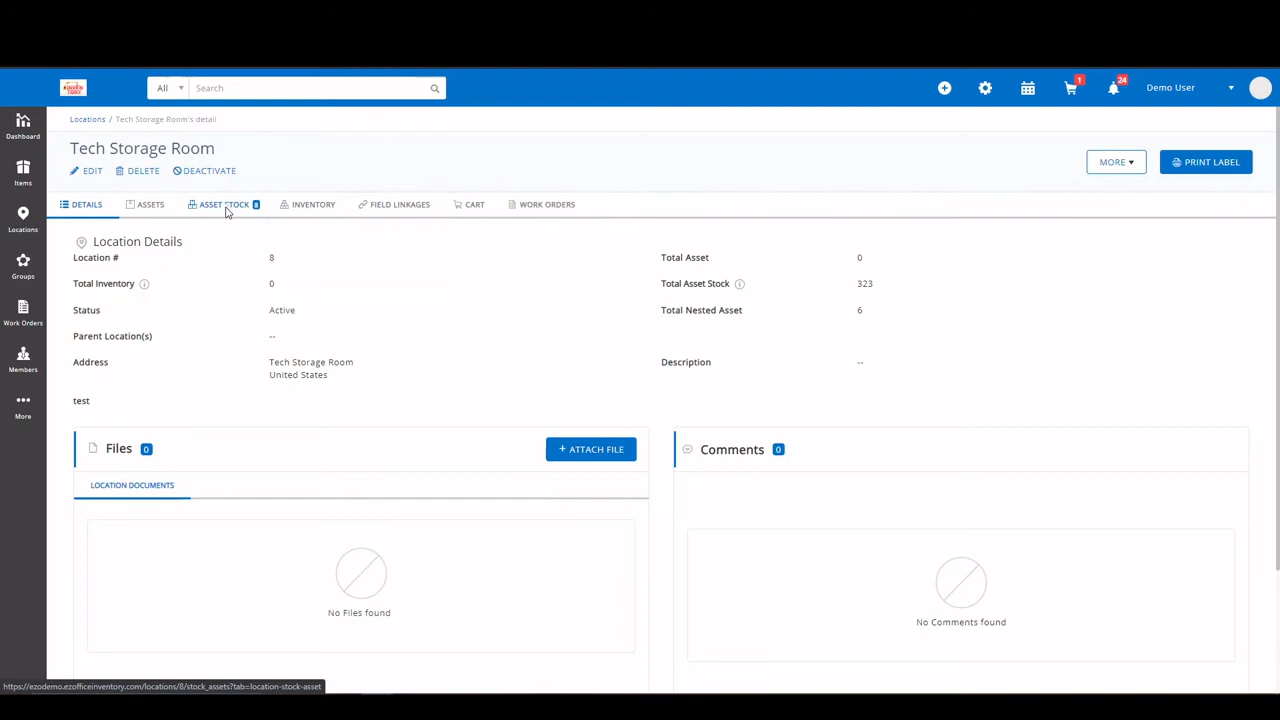 All
Search
1
24
Demo User
Dashboard
Items
Locations
Groups
Work Orders
Members
More
Locations / Tech Storage Room's detail
Tech Storage Room
EDIT DELETE DEACTIVATE
MORE
PRINT LABEL
DETAILS ASSETS ASSET STOCK 8 INVENTORY FIELD LINKAGES CART WORK ORDERS
Location Details
Location # 8
Total Asset 0
Total Inventory 0
Total Asset Stock 323
Status Active
Total Nested Asset 6
Parent Location(s) --
Address Tech Storage Room
United States
Description --
test
Files 0
+ ATTACH FILE
LOCATION DOCUMENTS
No Files found
Comments 0
No Comments found
https://ezodemo.ezofficeinventory.com/locations/8/stock_assets?tab=location-stock-asset